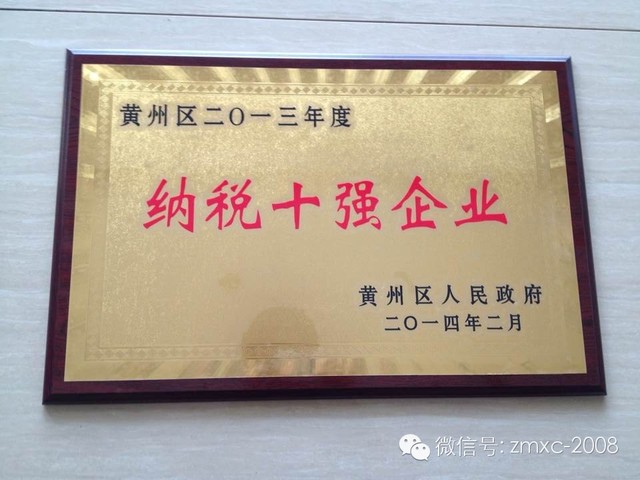 黄州区二〇一三年度
纳税十强企业
黄州区人民政府
二〇一四年二月
微信号: zmxc-2008